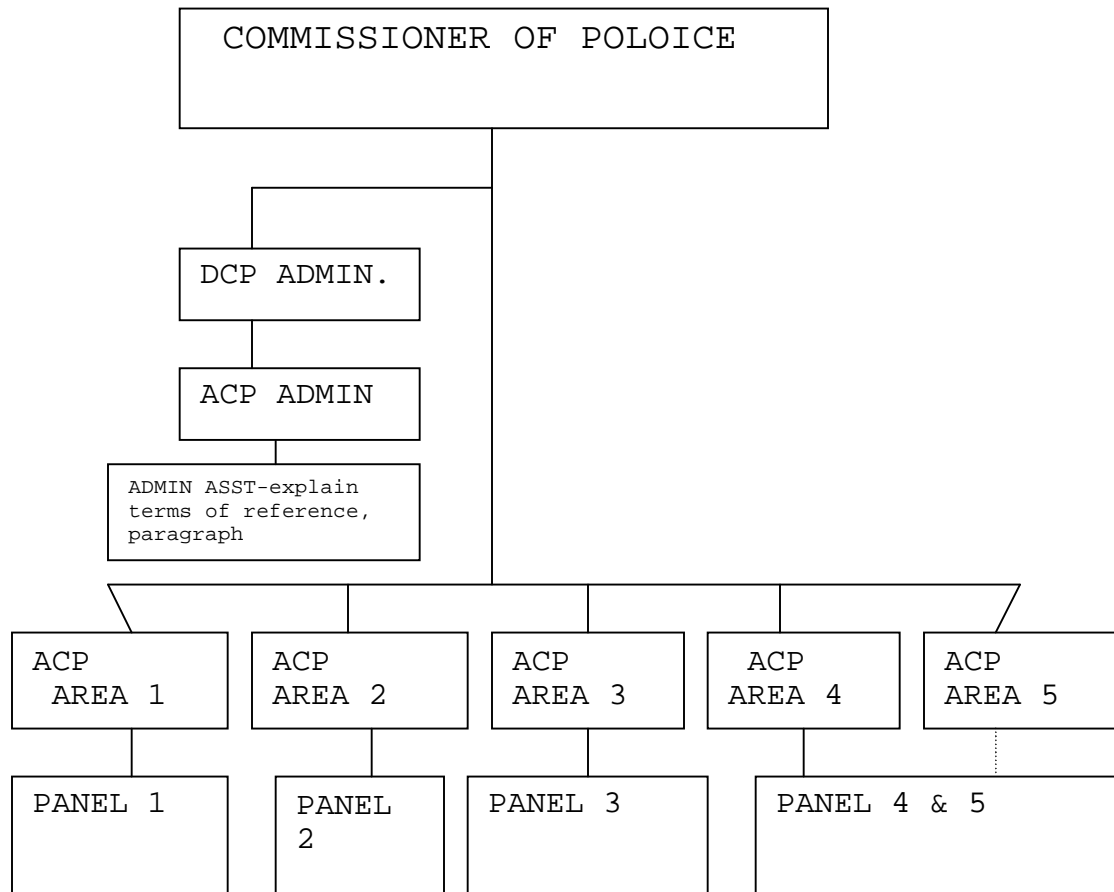 COMMISSIONER OF POLOICE
DCP ADMIN.
ACP ADMIN
ADMIN ASST-explain
terms of reference,
paragraph
ACP
AREA 1
ACP
AREA 2
ACP
AREA 3
ACP
AREA 4
ACP
AREA 5
PANEL 1
PANEL
2
PANEL 3
PANEL 4 & 5